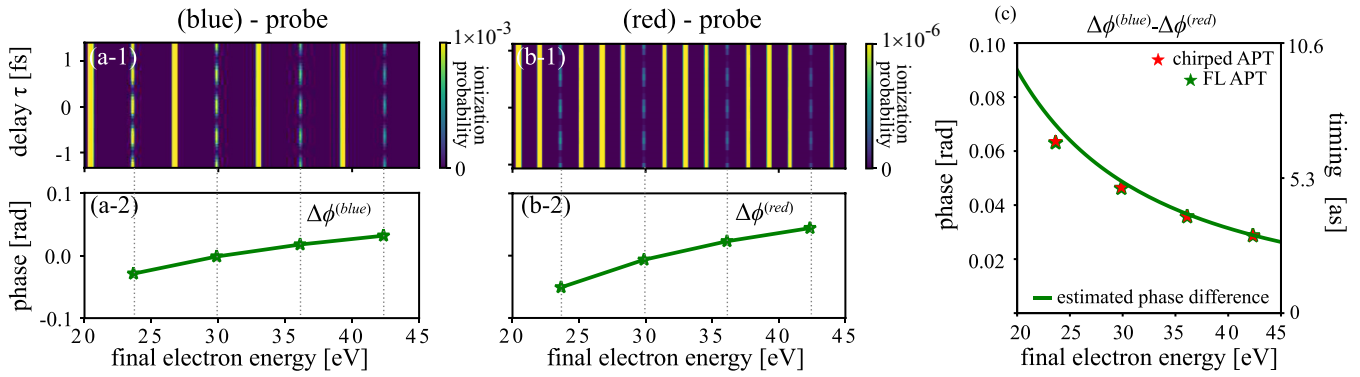 (blue) - probe
(a-1)
delay τ [fs]
1
0
-1
1×10⁻³
ionization
probability
0
(a-2)
Δϕ⁽ᵇˡᵘᵉ⁾
phase [rad]
0.1
0.0
-0.1
20 25 30 35 40 45
final electron energy [eV]
(red) - probe
(b-1)
1×10⁻⁶
ionization
probability
0
(b-2)
Δϕ⁽ʳᵉᵈ⁾
20 25 30 35 40 45
final electron energy [eV]
(c)
Δϕ⁽ᵇˡᵘᵉ⁾-Δϕ⁽ʳᵉᵈ⁾
chirped APT
FL APT
phase [rad]
0.10
0.08
0.06
0.04
0.02
10.6
5.3
0
timing [as]
estimated phase difference
20 25 30 35 40 45
final electron energy [eV]